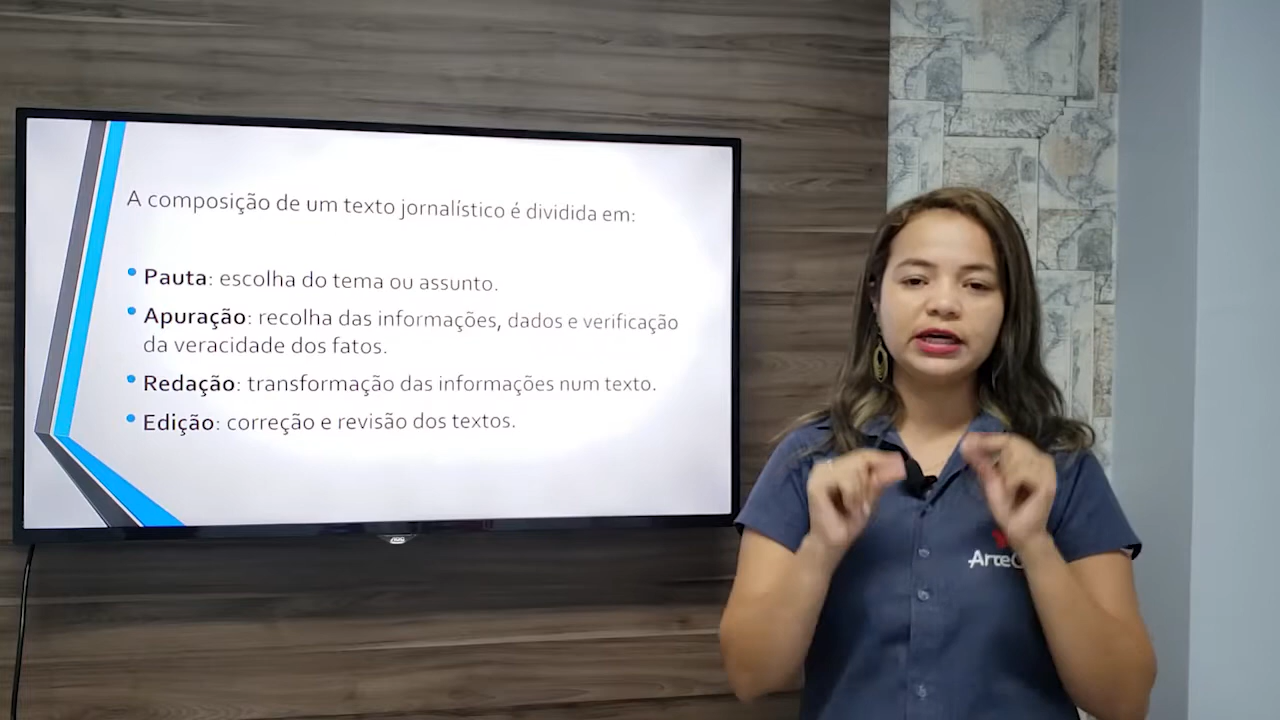 A composição de um texto jornalístico é dividida em:
• Pauta: escolha do tema ou assunto.
• Apuração: recolha das informações, dados e verificação
da veracidade dos fatos.
• Redação: transformação das informações num texto.
• Edição: correção e revisão dos textos.